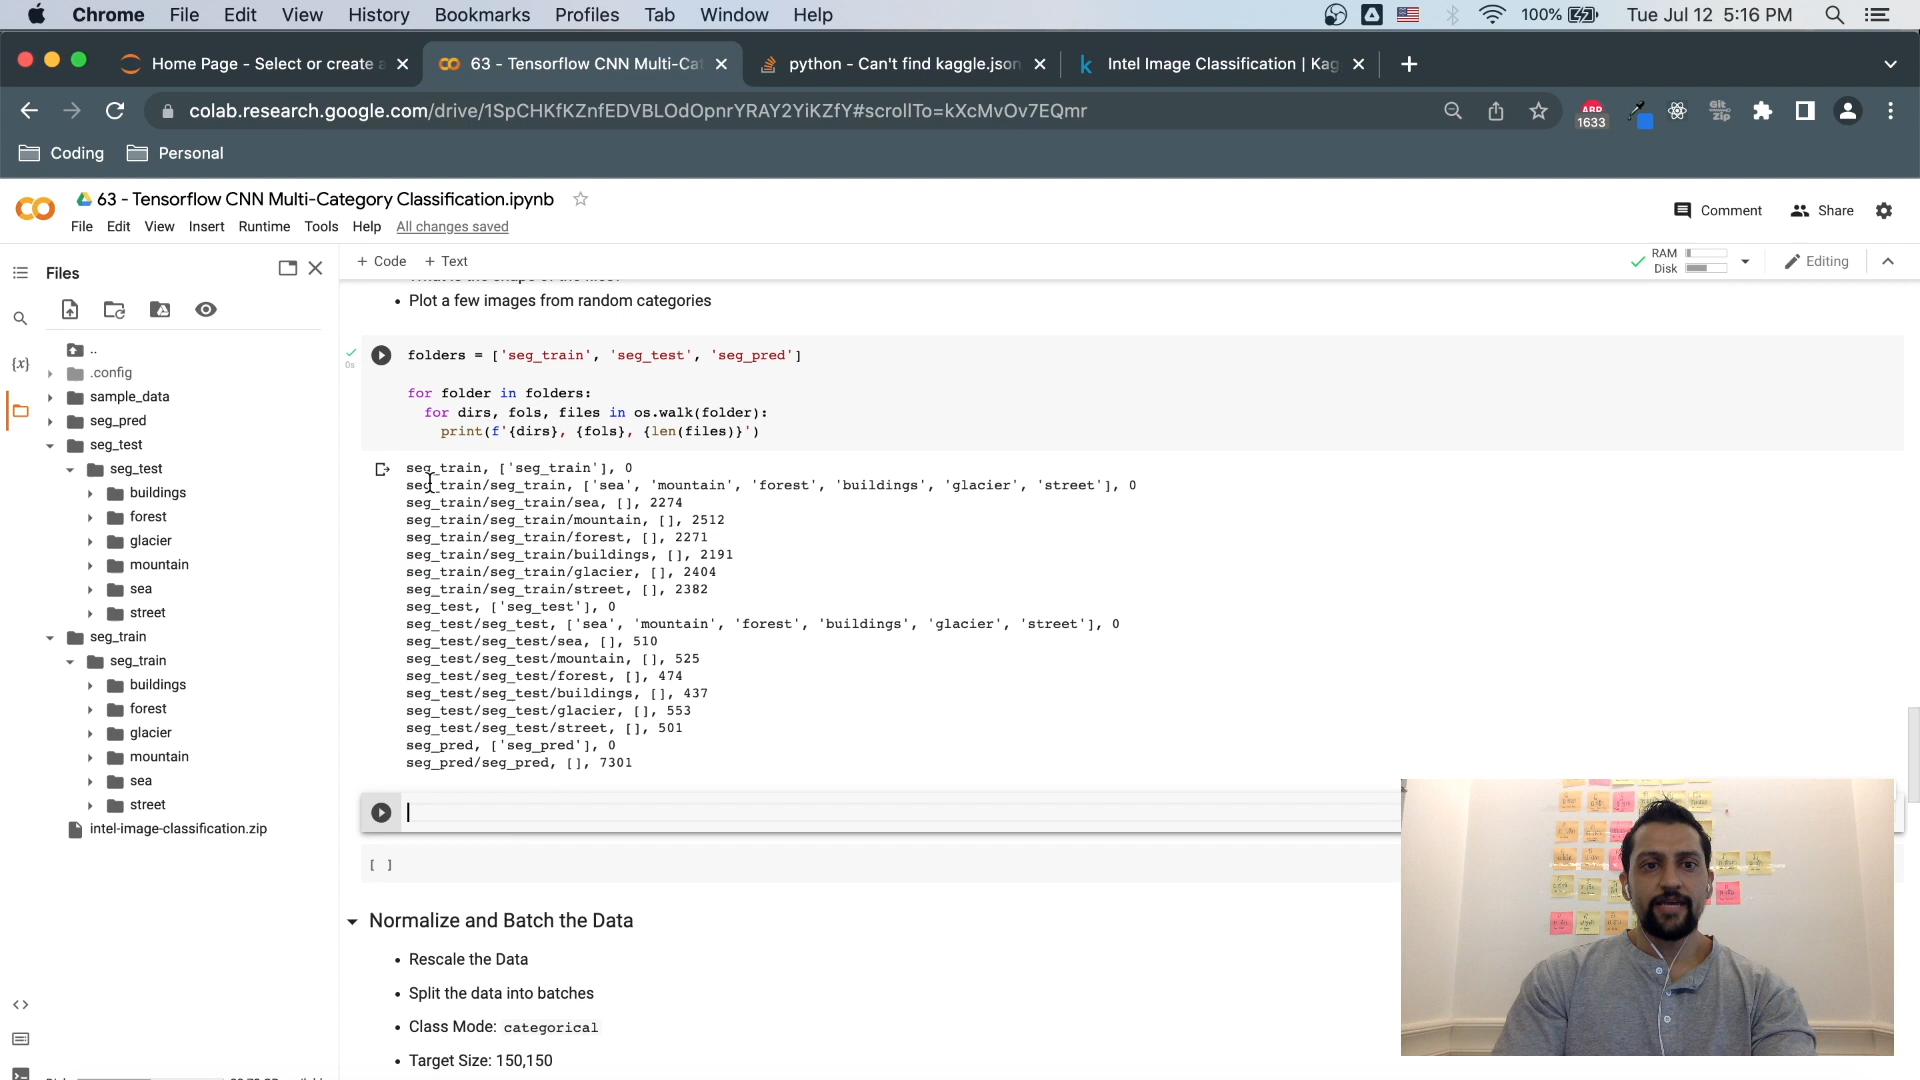 Chrome File Edit View History Bookmarks Profiles Tab Window Help 100% Tue Jul 12 5:16 PM
Home Page - Select or create a
63 - Tensorflow CNN Multi-Cat
python - Can't find kaggle.json
Intel Image Classification | Kag
colab.research.google.com/drive/1SpCHKfKZnfEDVBLOdOpnrYRAY2YiKZfY#scrollTo=kXcMvOv7EQmr
ABP
1633
Git
Zip
Coding Personal
63 - Tensorflow CNN Multi-Category Classification.ipynb
File Edit View Insert Runtime Tools Help All changes saved
Comment Share
Files
+ Code + Text
RAM
Disk
Editing
..
.config
sample_data
seg_pred
seg_test
seg_test
buildings
forest
glacier
mountain
sea
street
seg_train
seg_train
buildings
forest
glacier
mountain
sea
street
intel-image-classification.zip
{x}
• Plot a few images from random categories
0s
folders = ['seg_train', 'seg_test', 'seg_pred']
for folder in folders:
for dirs, fols, files in os.walk(folder):
print(f'{dirs}, {fols}, {len(files)}')
seg_train, ['seg_train'], 0
seg_train/seg_train, ['sea', 'mountain', 'forest', 'buildings', 'glacier', 'street'], 0
seg_train/seg_train/sea, [], 2274
seg_train/seg_train/mountain, [], 2512
seg_train/seg_train/forest, [], 2271
seg_train/seg_train/buildings, [], 2191
seg_train/seg_train/glacier, [], 2404
seg_train/seg_train/street, [], 2382
seg_test, ['seg_test'], 0
seg_test/seg_test, ['sea', 'mountain', 'forest', 'buildings', 'glacier', 'street'], 0
seg_test/seg_test/sea, [], 510
seg_test/seg_test/mountain, [], 525
seg_test/seg_test/forest, [], 474
seg_test/seg_test/buildings, [], 437
seg_test/seg_test/glacier, [], 553
seg_test/seg_test/street, [], 501
seg_pred, ['seg_pred'], 0
seg_pred/seg_pred, [], 7301
[ ]
Normalize and Batch the Data
• Rescale the Data
• Split the data into batches
• Class Mode: categorical
• Target Size: 150,150